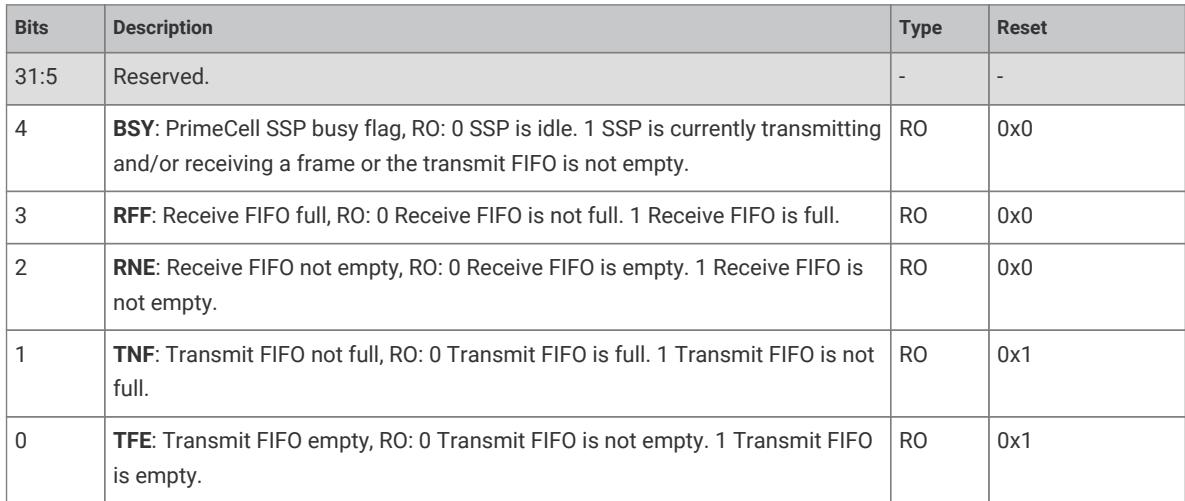 Bits Description Type Reset
31:5 Reserved. - -
4 BSY: PrimeCell SSP busy flag, RO: 0 SSP is idle. 1 SSP is currently transmitting RO 0x0
and/or receiving a frame or the transmit FIFO is not empty.
3 RFF: Receive FIFO full, RO: 0 Receive FIFO is not full. 1 Receive FIFO is full. RO 0x0
2 RNE: Receive FIFO not empty, RO: 0 Receive FIFO is empty. 1 Receive FIFO is RO 0x0
not empty.
1 TNF: Transmit FIFO not full, RO: 0 Transmit FIFO is full. 1 Transmit FIFO is not RO 0x1
full.
0 TFE: Transmit FIFO empty, RO: 0 Transmit FIFO is not empty. 1 Transmit FIFO RO 0x1
is empty.